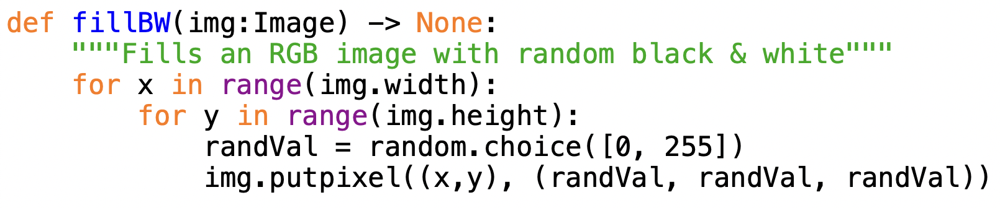 def fillBW(img:Image) -> None:
    """Fills an RGB image with random black & white"""
    for x in range(img.width):
        for y in range(img.height):
            randVal = random.choice([0, 255])
            img.putpixel((x,y), (randVal, randVal, randVal))